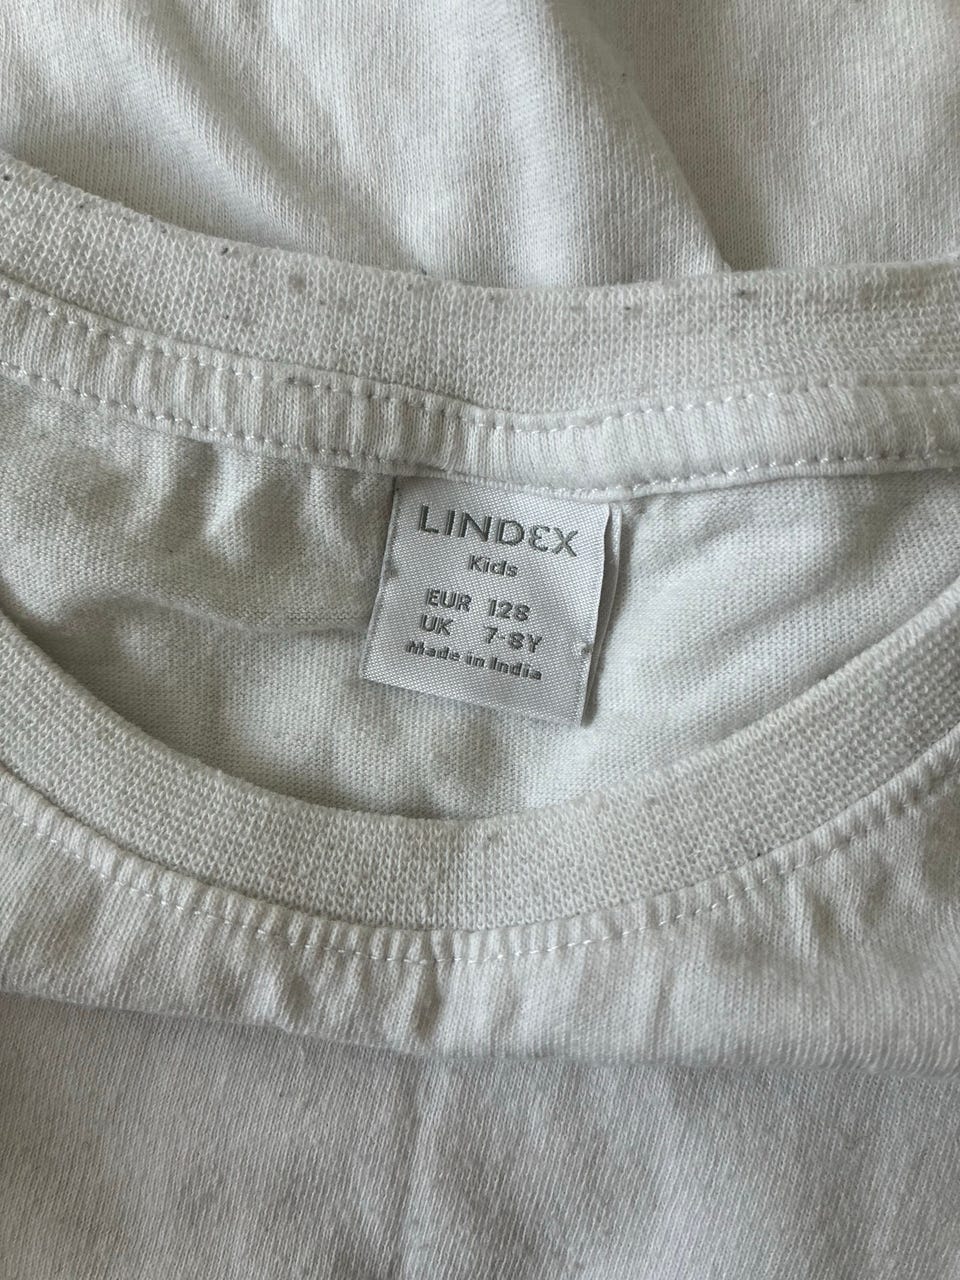 LINDEX
Kids
EUR 128
UK 7-8Y
Made in India